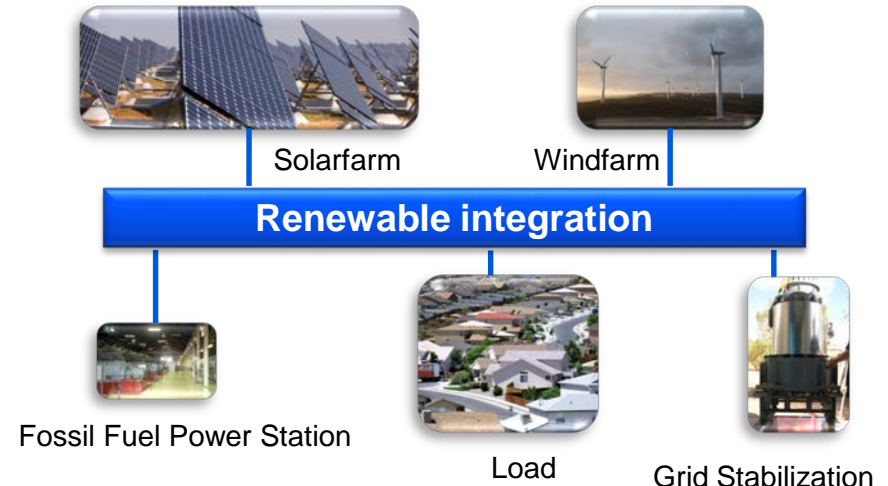 Solarfarm
Windfarm
Renewable integration
Fossil Fuel Power Station
Load
Grid Stabilization